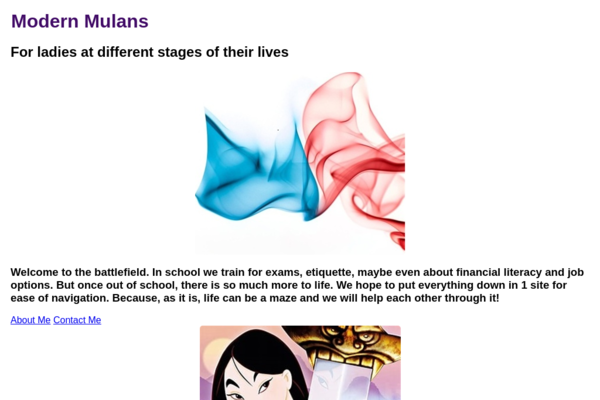 Modern Mulans
For ladies at different stages of their lives
Welcome to the battlefield. In school we train for exams, etiquette, maybe even about financial literacy and job
options. But once out of school, there is so much more to life. We hope to put everything down in 1 site for
ease of navigation. Because, as it is, life can be a maze and we will help each other through it!
About Me Contact Me